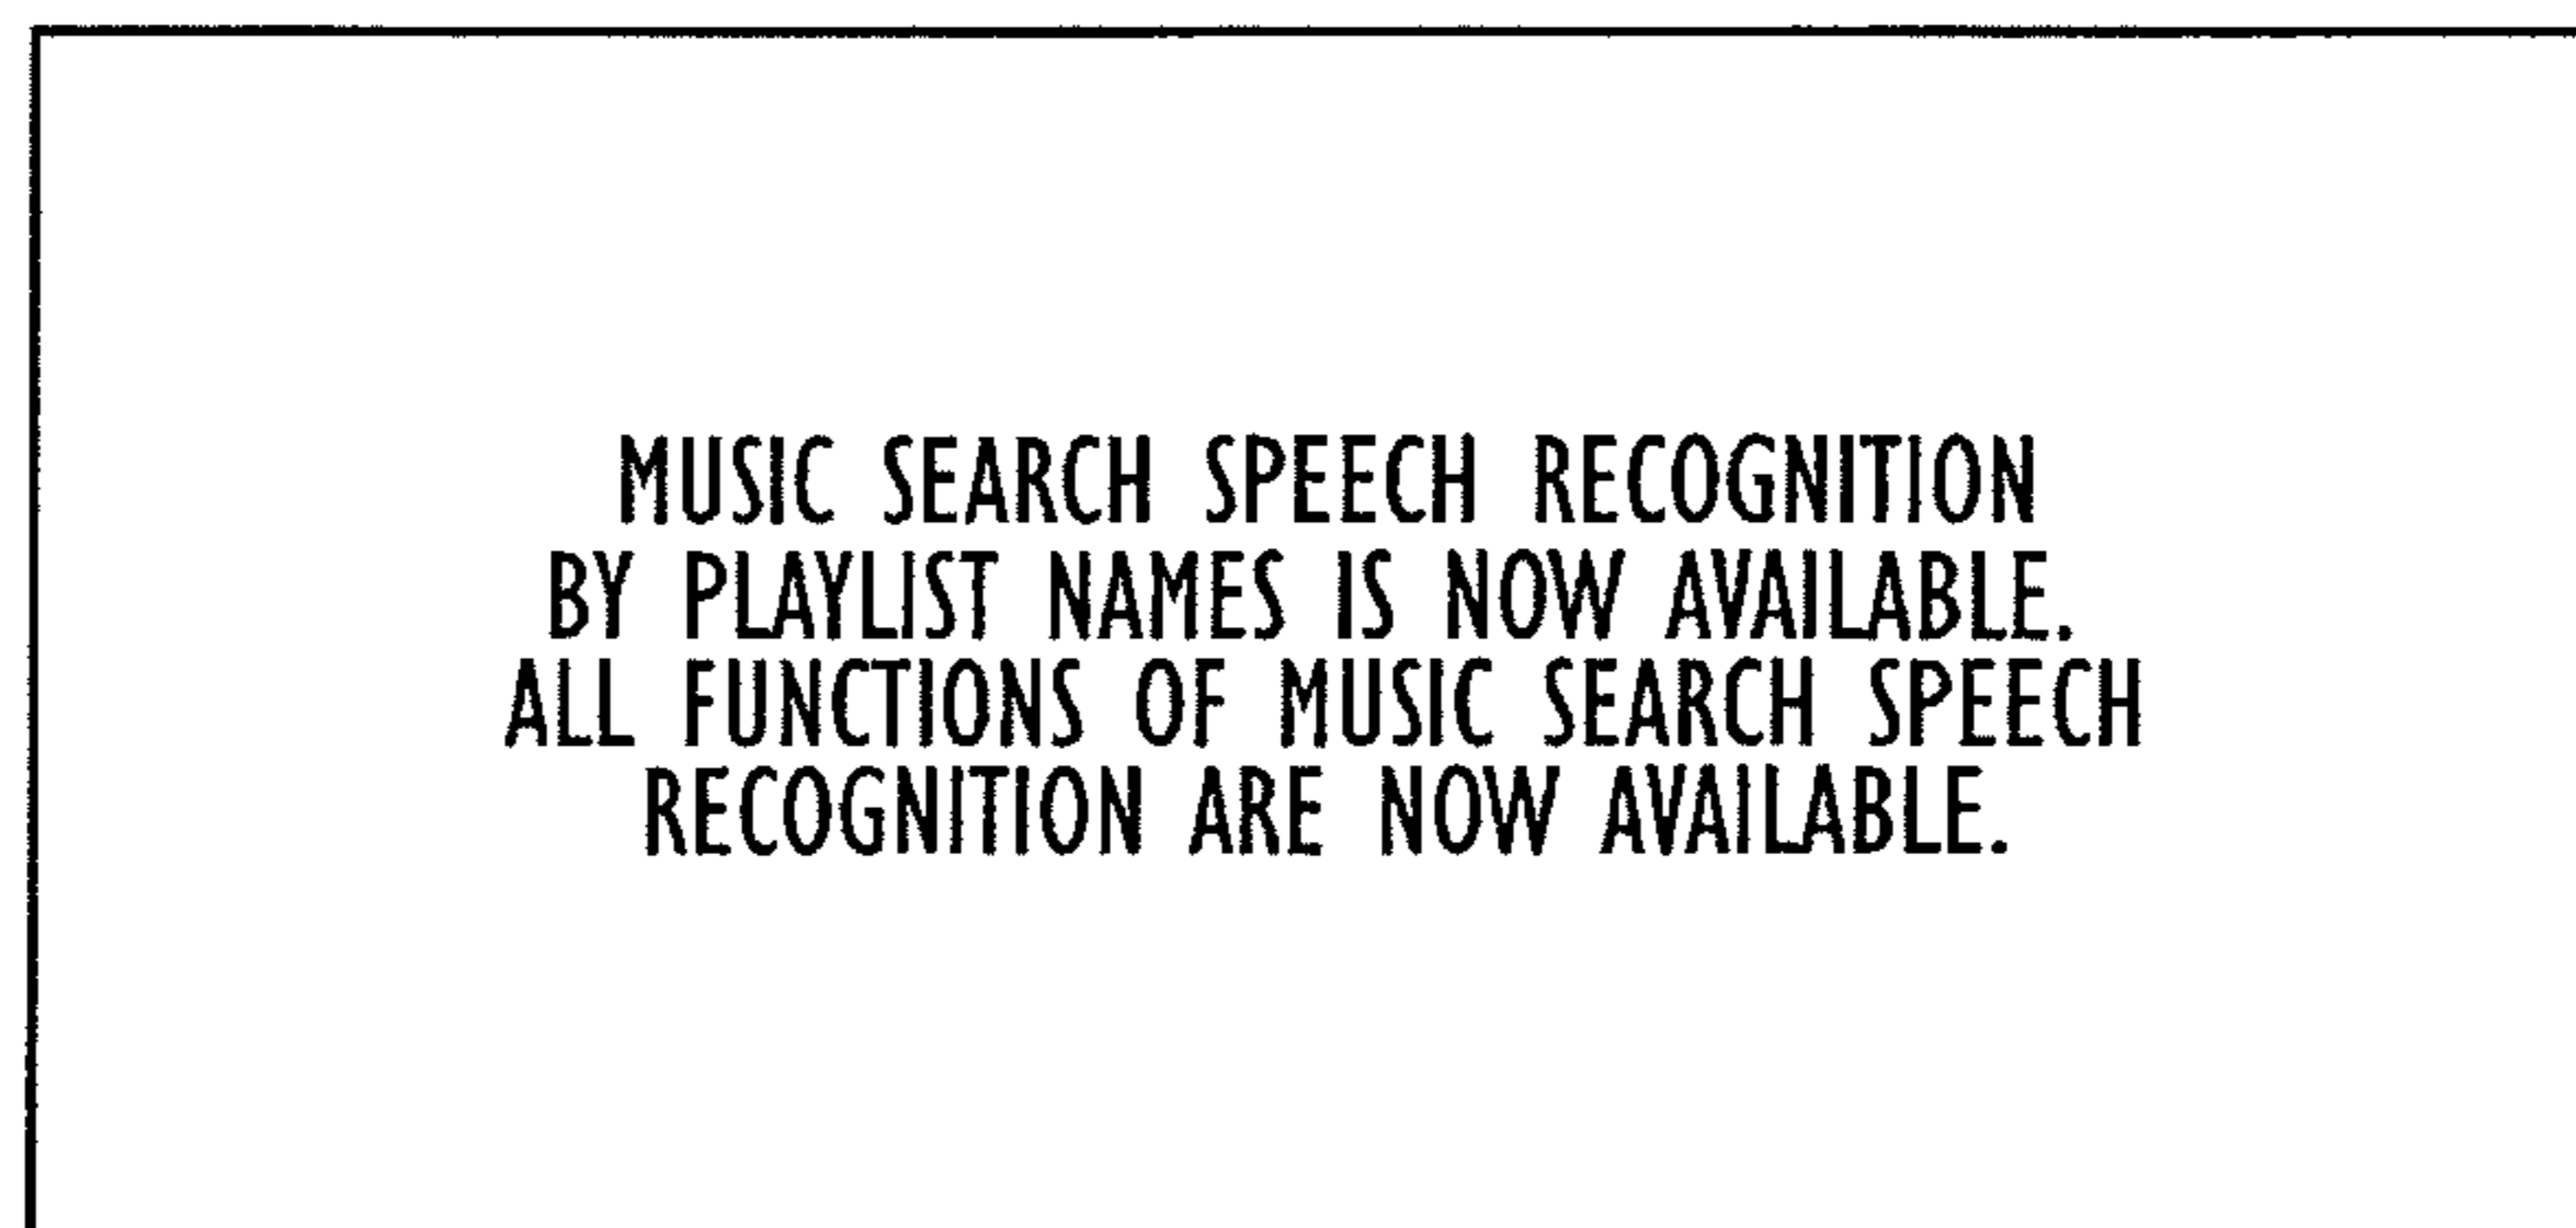 MUSIC SEARCH SPEECH RECOGNITION
BY PLAYLIST NAMES IS NOW AVAILABLE.
ALL FUNCTIONS OF MUSIC SEARCH SPEECH
RECOGNITION ARE NOW AVAILABLE.